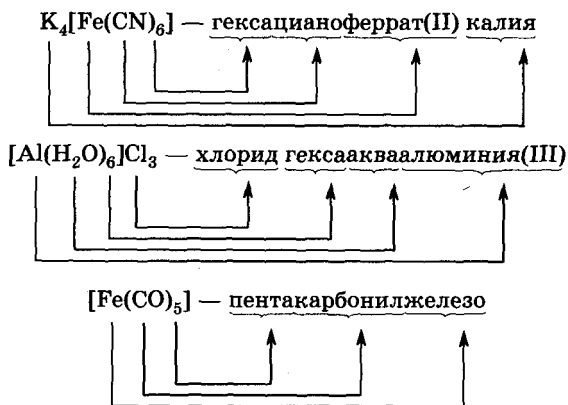 K₄[Fe(CN)₆] — гексацианоферрат(II) калия
[Al(H₂O)₆]Cl₃ — хлорид гексаакваалюминия(III)
[Fe(CO)₅] — пентакарбонилжелезо